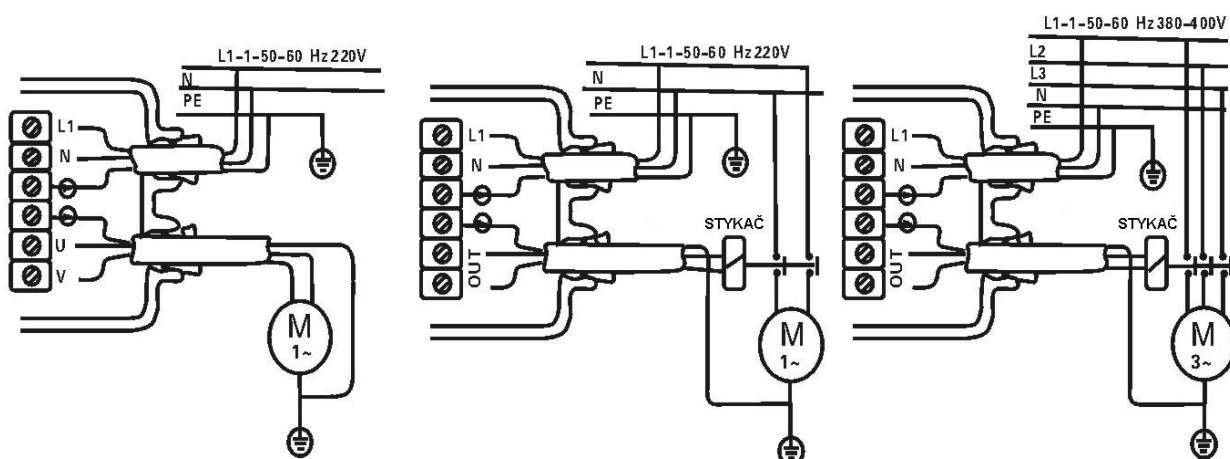 L1-1-50-60 Hz 220V
N
PE
L1
N
U
V
M
1~
L1-1-50-60 Hz 220V
N
PE
L1
N
STYKAČ
OUT
M
1~
L1-1-50-60 Hz 380-400V
L2
L3
N
PE
L1
N
STYKAČ
OUT
M
3~